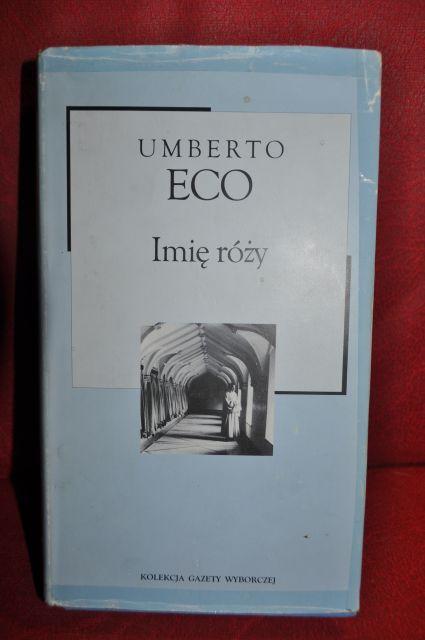 UMBERTO
ECO
Imię róży
KOLEKCJA GAZETY WYBORCZEJ